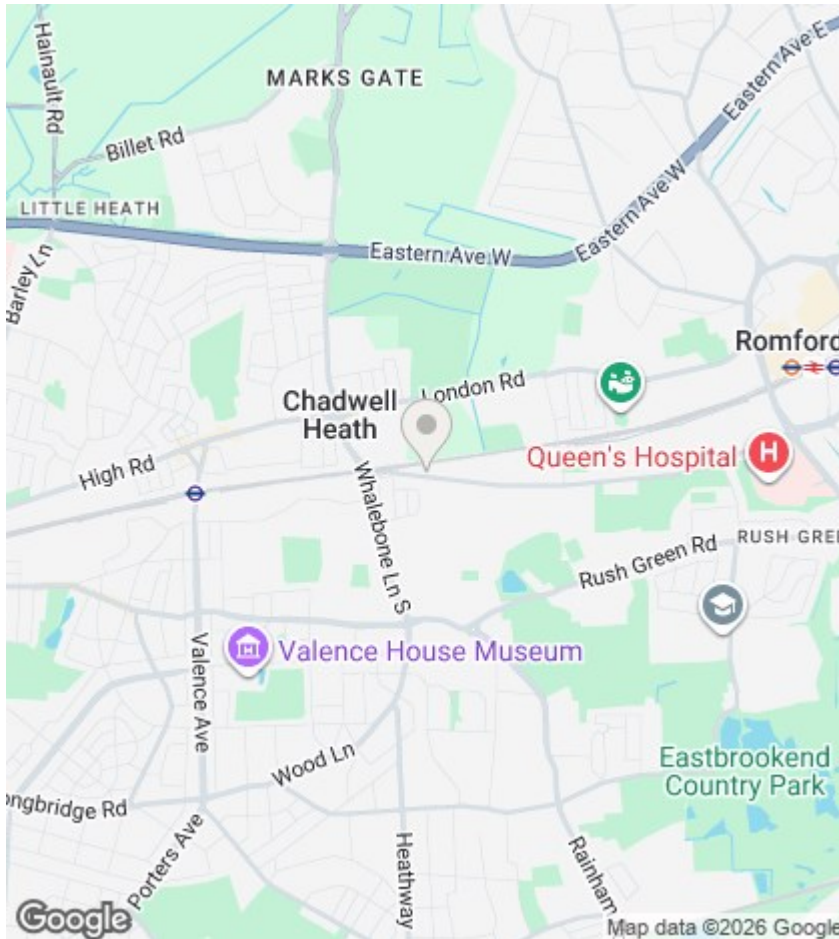 Hainault Rd
MARKS GATE
Eastern Ave E
Billet Rd
Eastern Ave W
LITTLE HEATH
Eastern Ave W
Barley Ln
Romford
London Rd
Chadwell
Heath
Queen's Hospital
H
High Rd
Whalebone Ln S
RUSH GREE
Rush Green Rd
Valence House Museum
Valence Ave
Eastbrookend
Country Park
Wood Ln
ongbridge Rd
Porters Ave
Heathway
Rainham
Google
Map data ©2026 Google